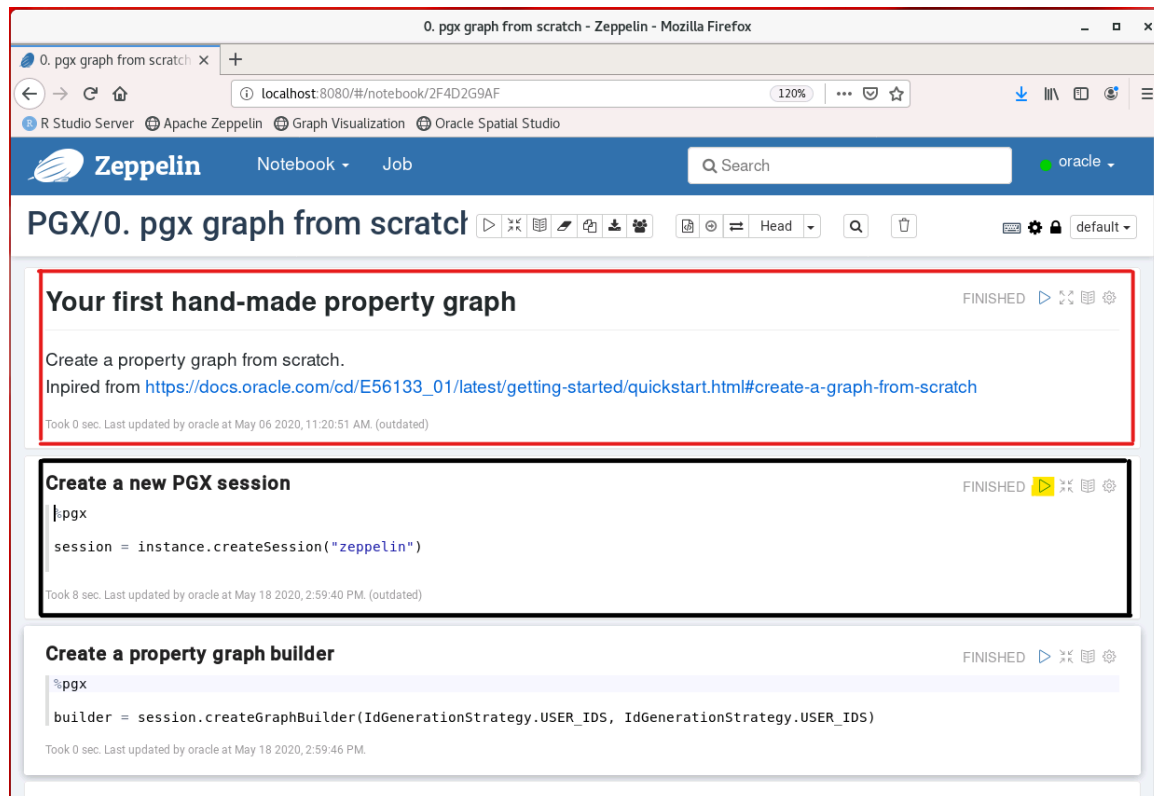 0. pgx graph from scratch - Zeppelin - Mozilla Firefox
0. pgx graph from scratch
localhost:8080/#/notebook/2F4D2G9AF
120%
R Studio Server Apache Zeppelin Graph Visualization Oracle Spatial Studio
Zeppelin Notebook Job Search oracle
PGX/0. pgx graph from scratch Head default
Your first hand-made property graph FINISHED
Create a property graph from scratch.
Inpired from https://docs.oracle.com/cd/E56133_01/latest/getting-started/quickstart.html#create-a-graph-from-scratch
Took 0 sec. Last updated by oracle at May 06 2020, 11:20:51 AM. (outdated)
Create a new PGX session FINISHED
%pgx
session = instance.createSession("zeppelin")
Took 8 sec. Last updated by oracle at May 18 2020, 2:59:40 PM. (outdated)
Create a property graph builder FINISHED
%pgx
builder = session.createGraphBuilder(IdGenerationStrategy.USER_IDS, IdGenerationStrategy.USER_IDS)
Took 0 sec. Last updated by oracle at May 18 2020, 2:59:46 PM.